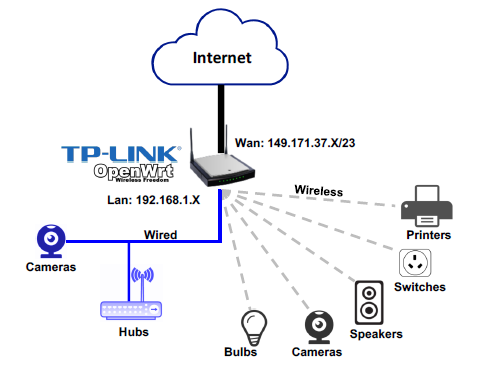 Internet
Wan: 149.171.37.X/23
TP-LINK
OpenWrt
Wireless Freedom
Lan: 192.168.1.X
Wireless
Printers
Wired
Cameras
Switches
Hubs
Speakers
Bulbs
Cameras